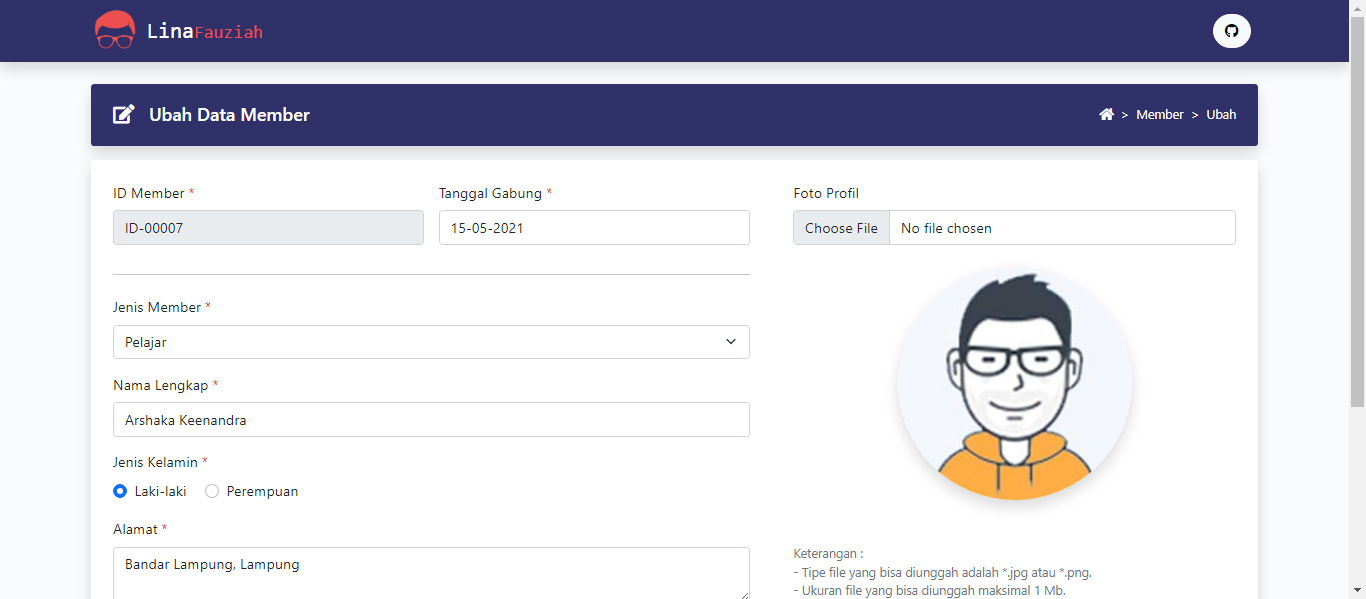 LinaFauziah
Ubah Data Member
> Member > Ubah
ID Member *
Tanggal Gabung *
ID-00007
15-05-2021
Jenis Member *
Pelajar
Nama Lengkap *
Arshaka Keenandra
Jenis Kelamin *
Laki-laki Perempuan
Alamat *
Bandar Lampung, Lampung
Foto Profil
Choose File No file chosen
Keterangan :
- Tipe file yang bisa diunggah adalah *.jpg atau *.png.
- Ukuran file yang bisa diunggah maksimal 1 Mb.